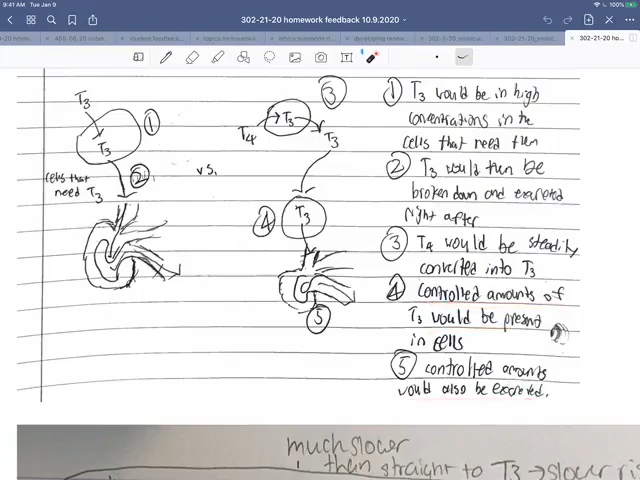 9:41 AM Tue Jan 9
302-21-20 homework feedback 10.9.2020
T3
T3
①
②
cells that
need T3
vs.
③
T4 → T3
T3
④ T3
⑤
① T3 would be in high
concentrations in the
cells that need then
② T3 would then be
broken down and excreted
right after
③ T4 would be steadily
converted into T3
④ controlled amounts of
T3 would be present
in cells
⑤ controlled amounts
would also be excreted.
much slower
then straight to T3 → slower